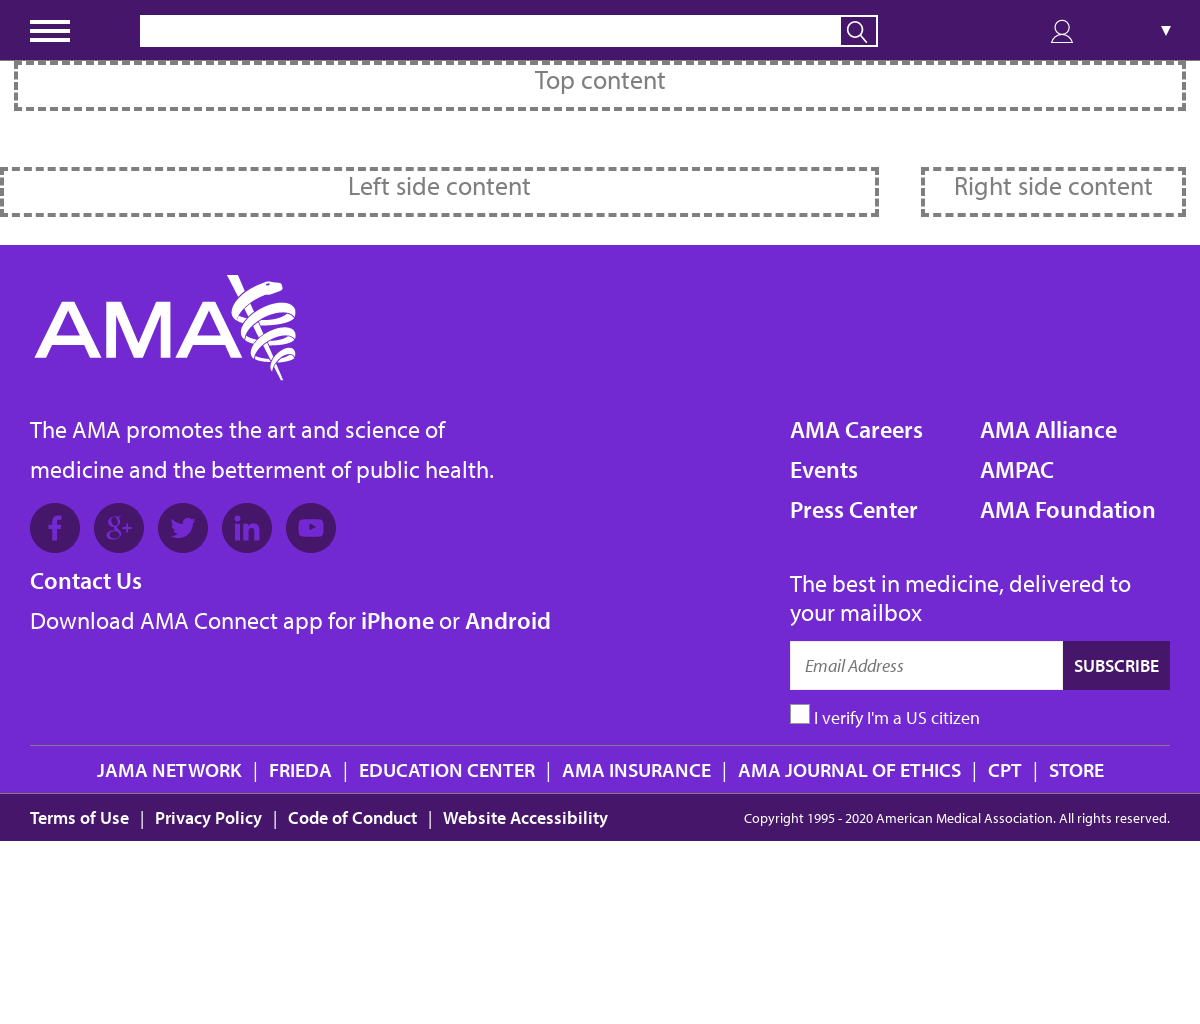 ▼
Top content
Left side content
Right side content
AMA
The AMA promotes the art and science of
medicine and the betterment of public health.
Contact Us
Download AMA Connect app for iPhone or Android
AMA Careers
Events
Press Center
AMA Alliance
AMPAC
AMA Foundation
The best in medicine, delivered to
your mailbox
Email Address
SUBSCRIBE
I verify I'm a US citizen
JAMA NETWORK | FRIEDA | EDUCATION CENTER | AMA INSURANCE | AMA JOURNAL OF ETHICS | CPT | STORE
Terms of Use | Privacy Policy | Code of Conduct | Website Accessibility
Copyright 1995 - 2020 American Medical Association. All rights reserved.